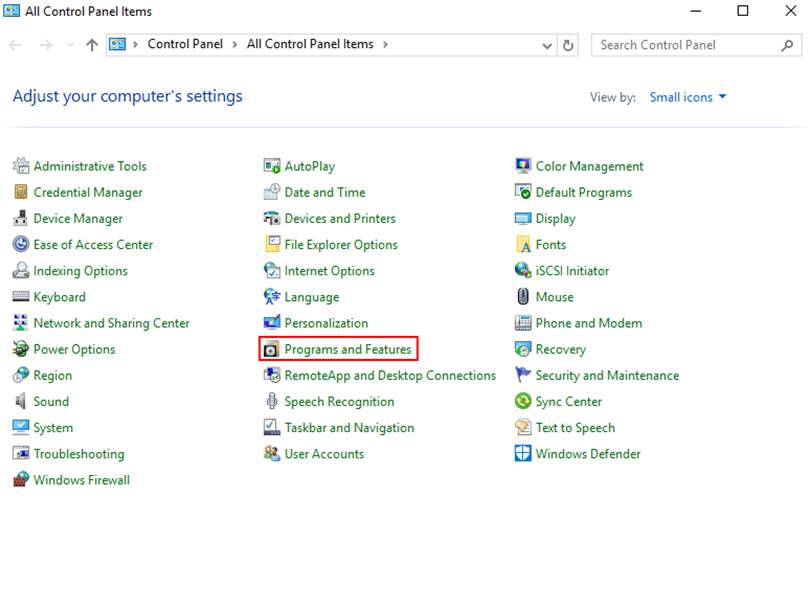 All Control Panel Items
Control Panel > All Control Panel Items >
Search Control Panel
Adjust your computer's settings
View by: Small icons
Administrative Tools
Credential Manager
Device Manager
Ease of Access Center
Indexing Options
Keyboard
Network and Sharing Center
Power Options
Region
Sound
System
Troubleshooting
Windows Firewall
AutoPlay
Date and Time
Devices and Printers
File Explorer Options
Internet Options
Language
Personalization
Programs and Features
RemoteApp and Desktop Connections
Speech Recognition
Taskbar and Navigation
User Accounts
Color Management
Default Programs
Display
Fonts
iSCSI Initiator
Mouse
Phone and Modem
Recovery
Security and Maintenance
Sync Center
Text to Speech
Windows Defender